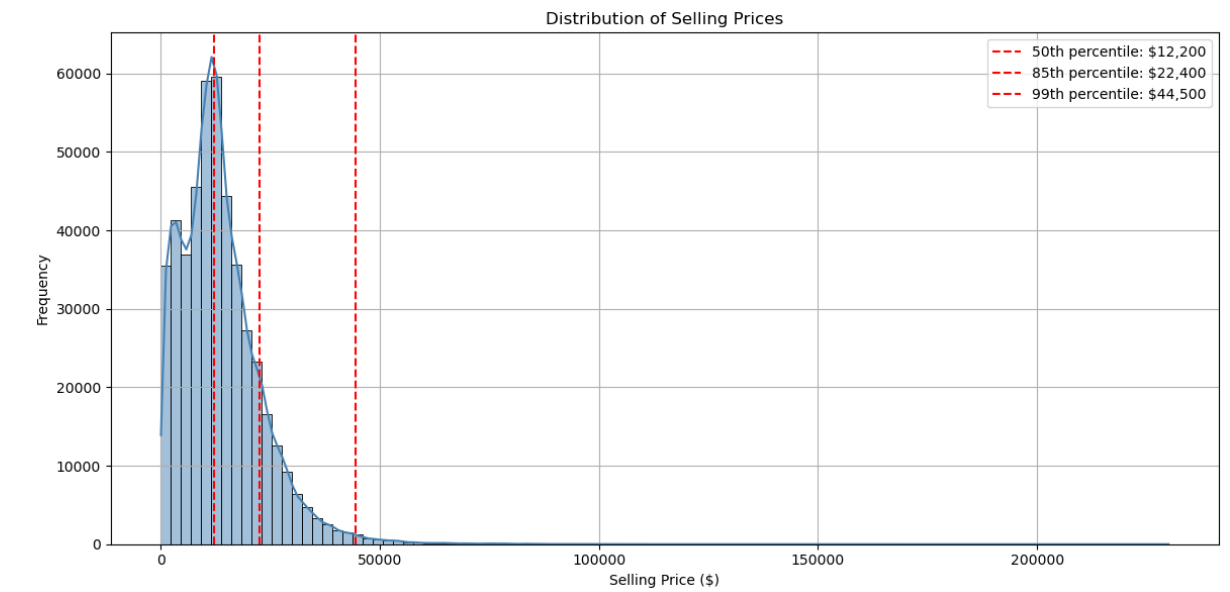 Distribution of Selling Prices
50th percentile: $12,200
85th percentile: $22,400
99th percentile: $44,500
Frequency
60000
50000
40000
30000
20000
10000
0
0 50000 100000 150000 200000
Selling Price ($)